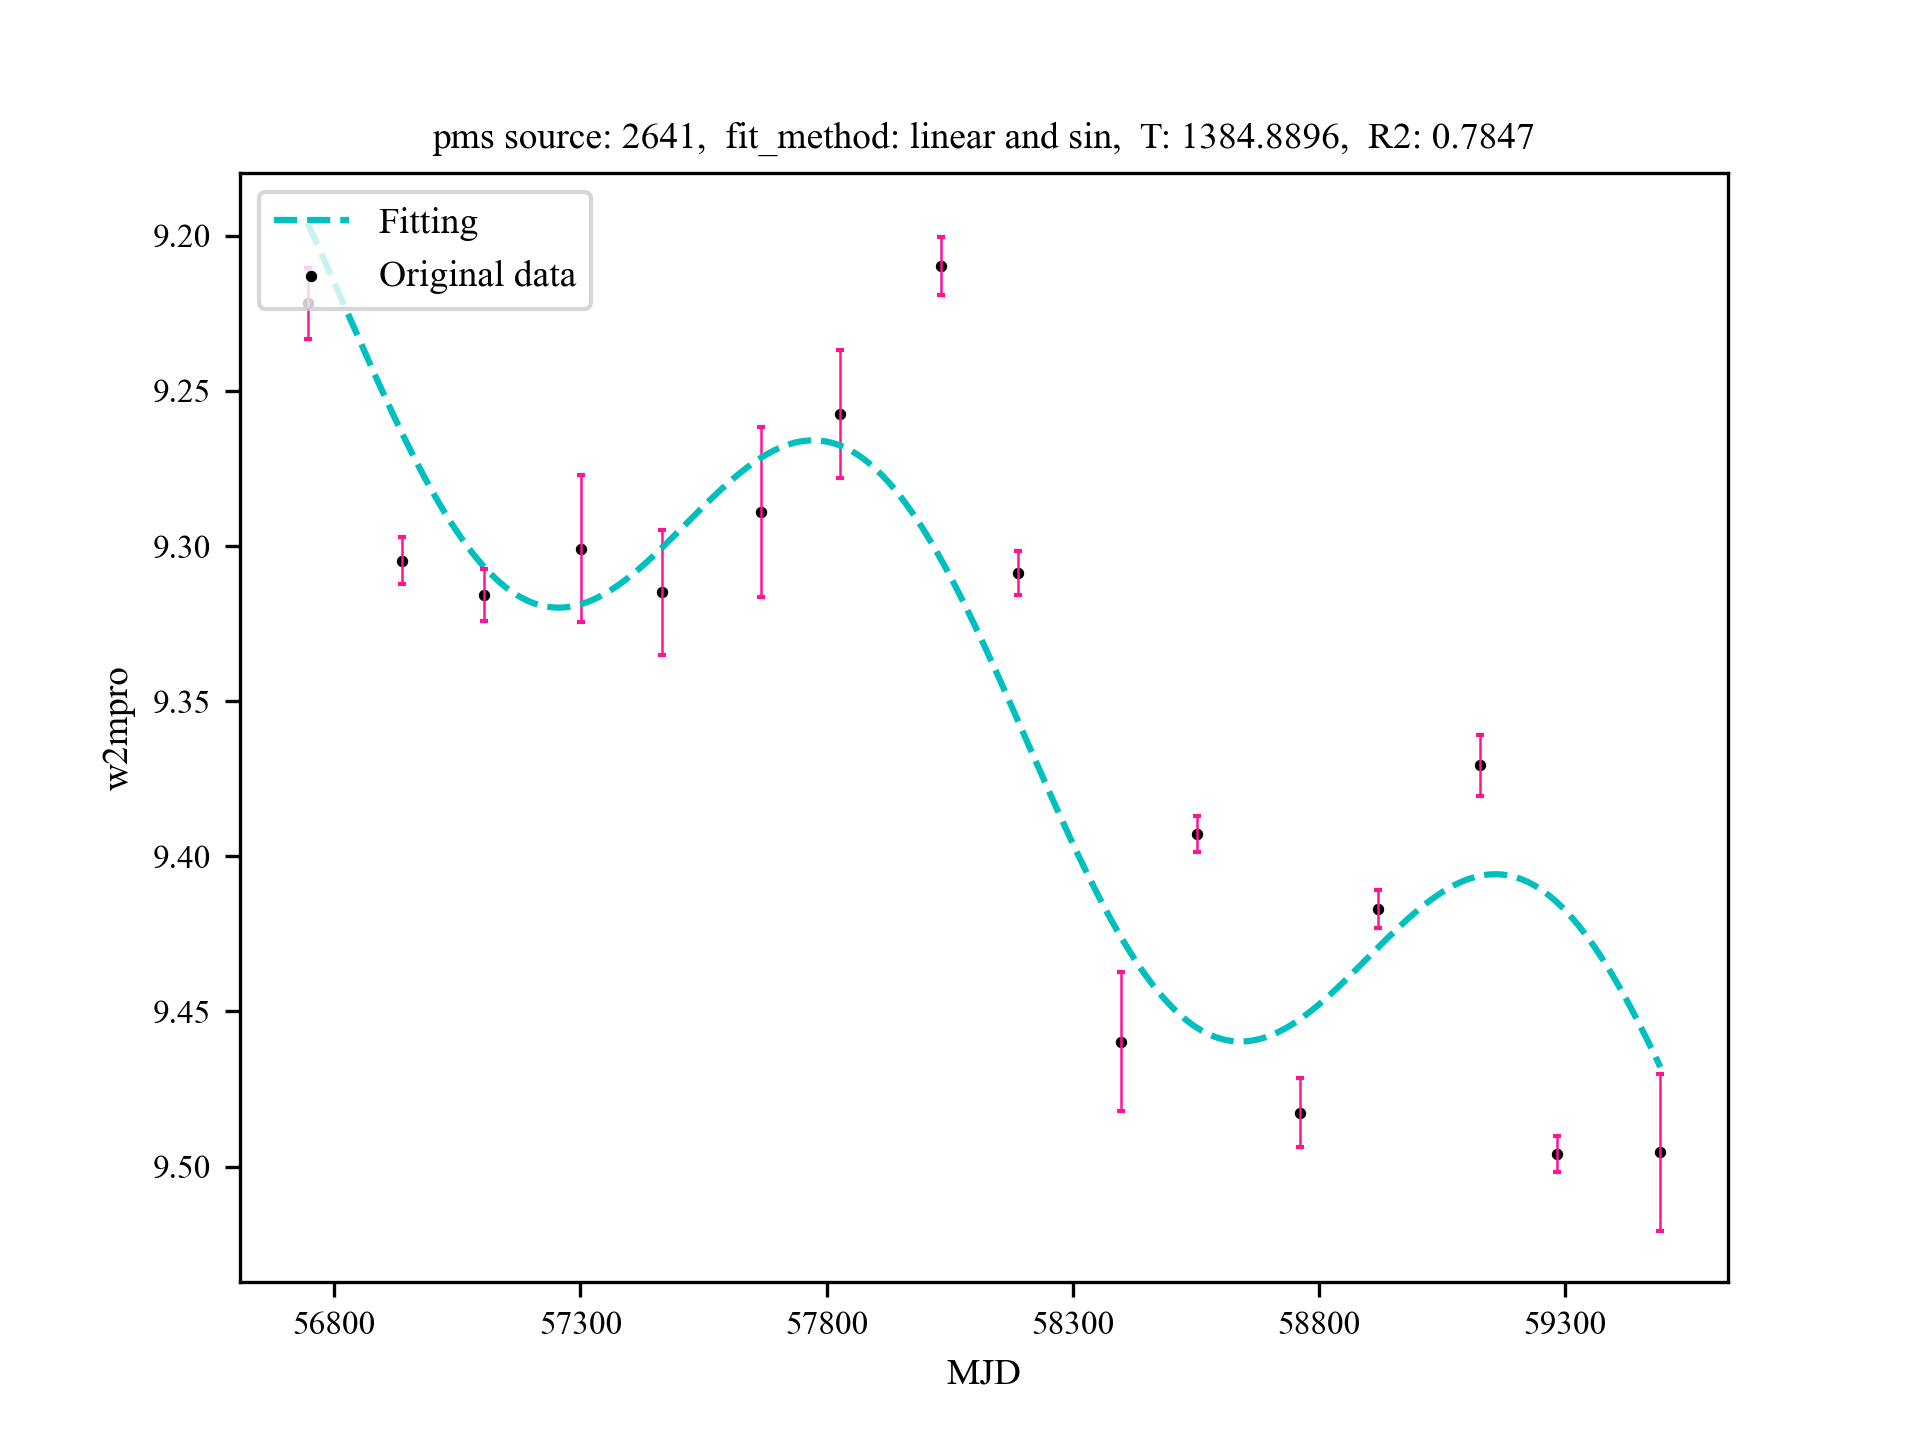 pms source: 2641,  fit_method: linear and sin,  T: 1384.8896,  R2: 0.7847
Fitting
Original data
9.20
9.25
9.30
9.35
9.40
9.45
9.50
w2mpro
56800
57300
57800
58300
58800
59300
MJD